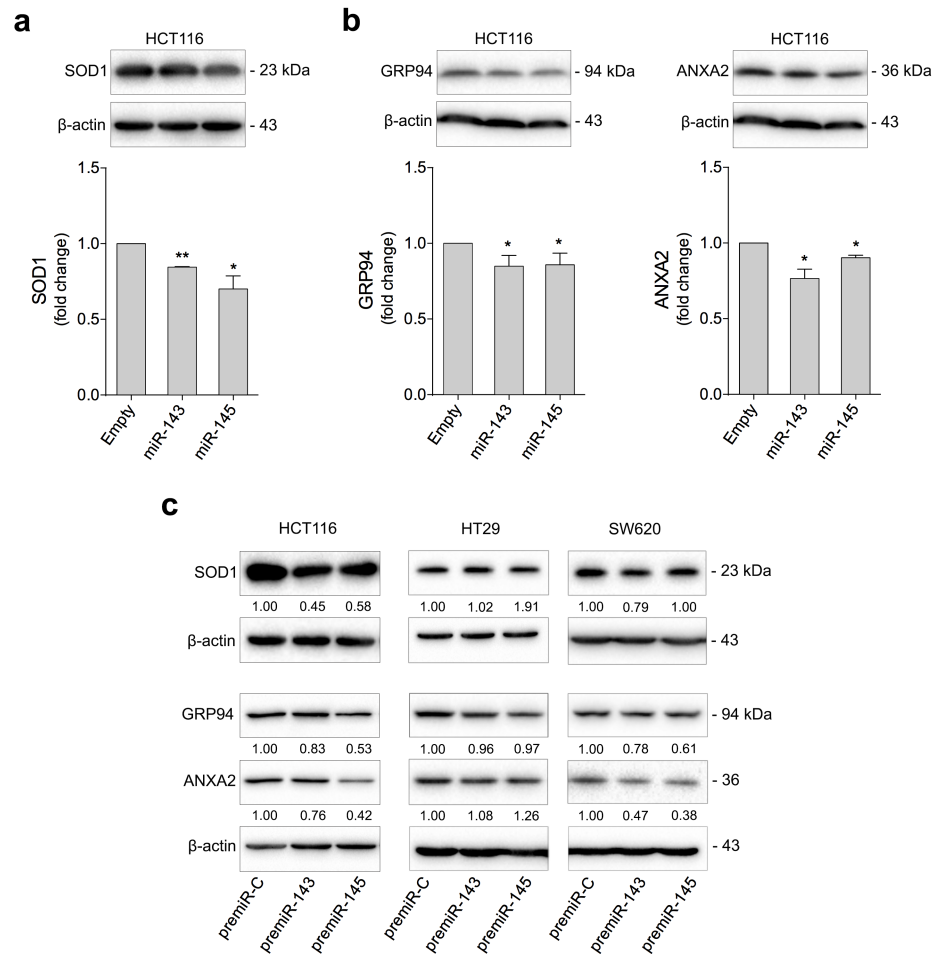 a
HCT116
SOD1
- 23 kDa
β-actin
- 43
1.5
1.0
0.5
0.0
SOD1
(fold change)
**
*
Empty
miR-143
miR-145
b
HCT116
GRP94
- 94 kDa
β-actin
- 43
1.5
1.0
0.5
0.0
GRP94
(fold change)
*
*
Empty
miR-143
miR-145
HCT116
ANXA2
- 36 kDa
β-actin
- 43
1.5
1.0
0.5
0.0
ANXA2
(fold change)
*
*
Empty
miR-143
miR-145
c
HCT116 HT29 SW620
SOD1 - 23 kDa
1.00 0.45 0.58 1.00 1.02 1.91 1.00 0.79 1.00
β-actin - 43
GRP94 - 94 kDa
1.00 0.83 0.53 1.00 0.96 0.97 1.00 0.78 0.61
ANXA2 - 36
1.00 0.76 0.42 1.00 1.08 1.26 1.00 0.47 0.38
β-actin - 43
premiR-C premiR-143 premiR-145 premiR-C premiR-143 premiR-145 premiR-C premiR-143 premiR-145